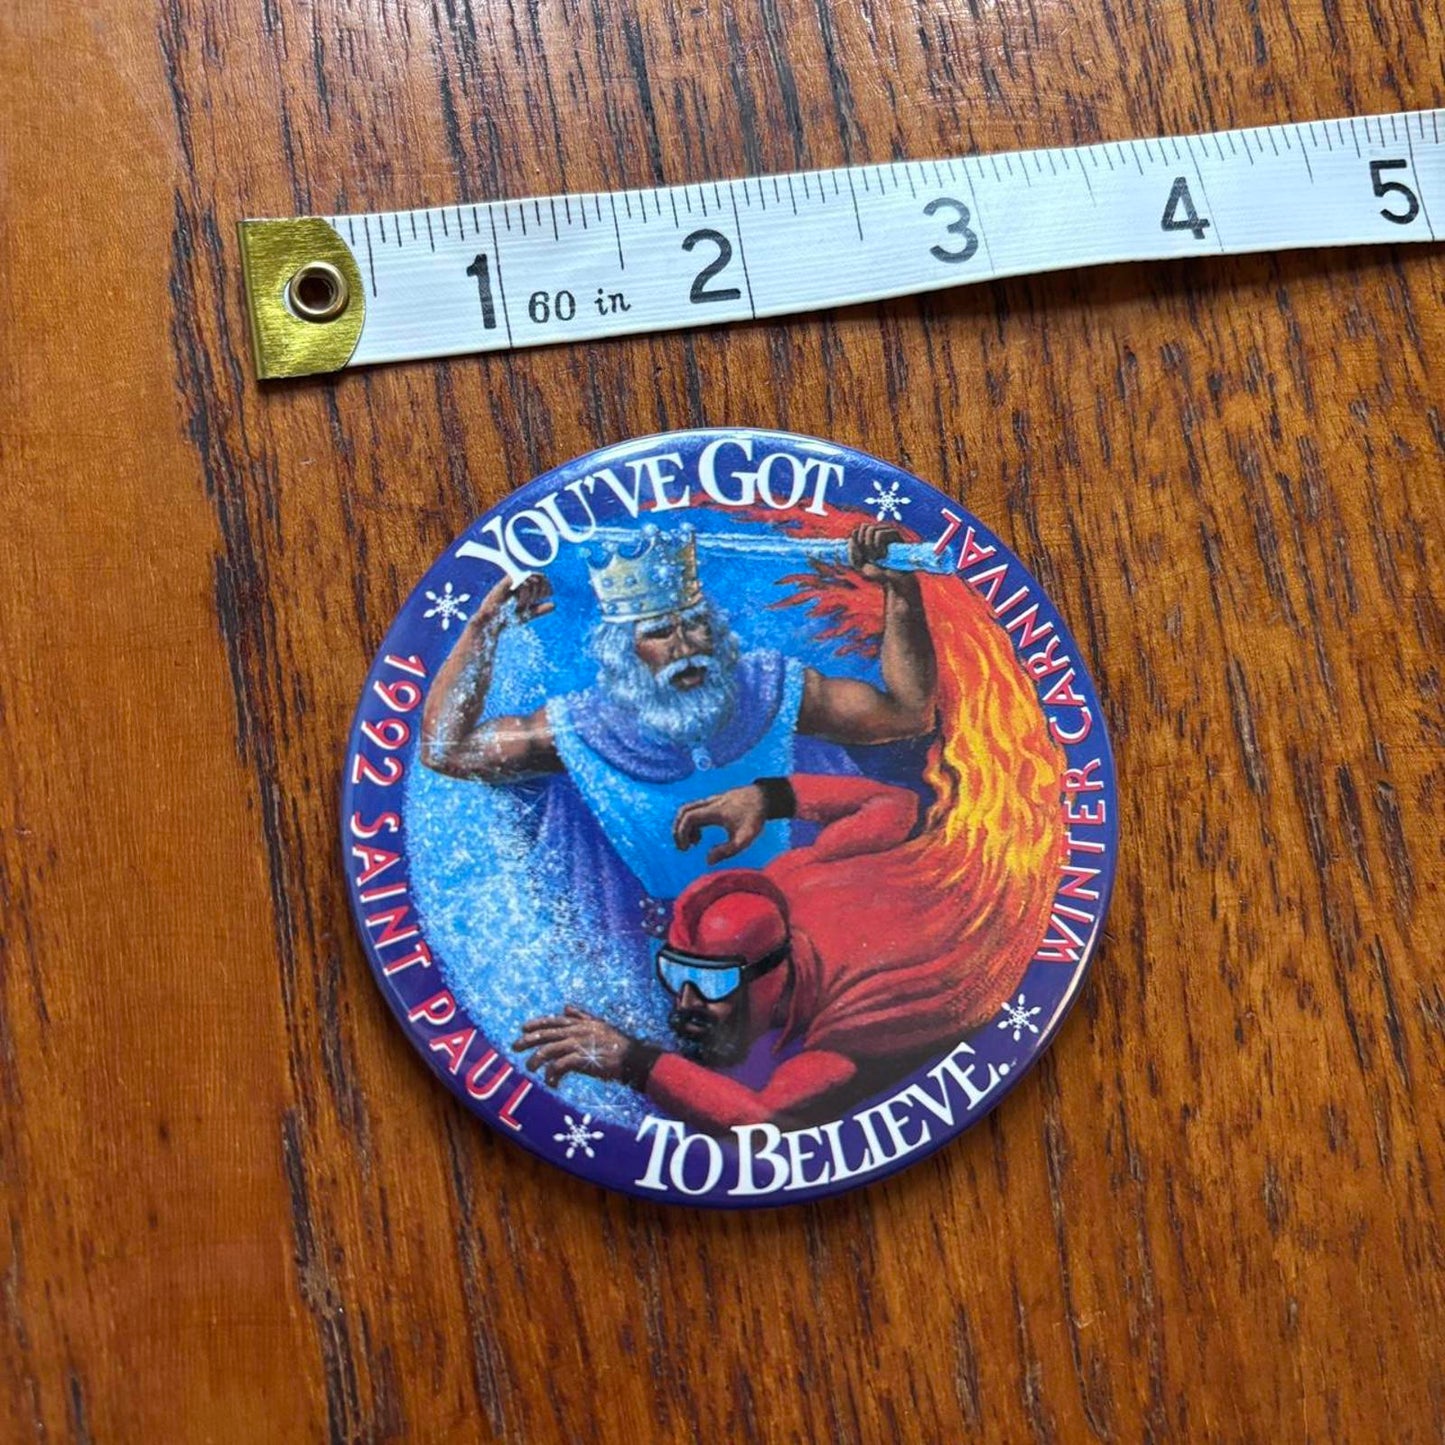 1 60 in 2 3 4 5
YOU'VE GOT
1992 SAINT PAUL
WINTER CARNIVAL
TO BELIEVE.